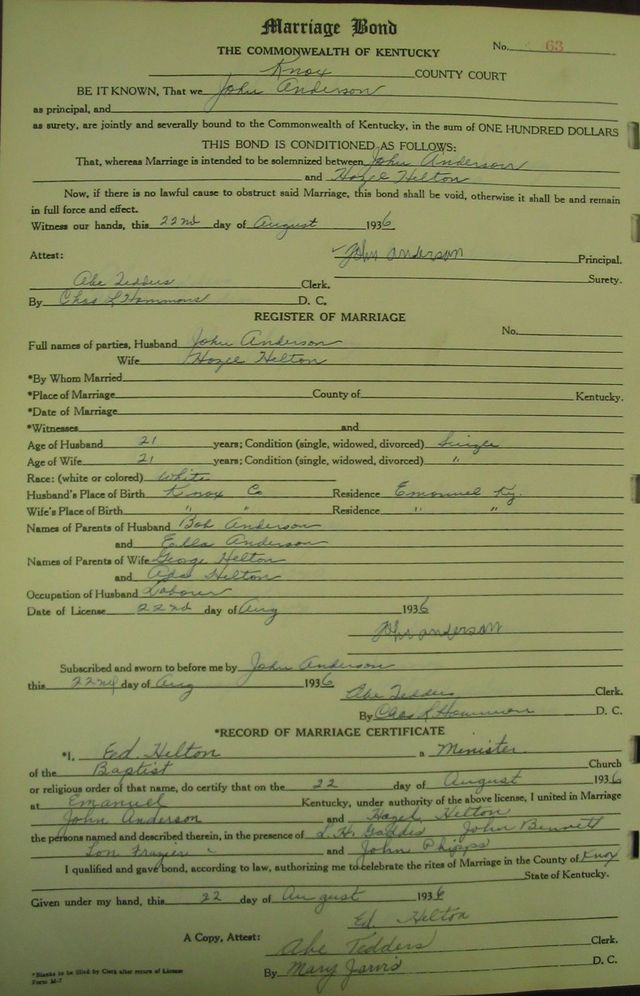 Marriage Bond
THE COMMONWEALTH OF KENTUCKY No. 63
Knox COUNTY COURT
BE IT KNOWN, That we John Anderson
as principal, and
as surety, are jointly and severally bound to the Commonwealth of Kentucky, in the sum of ONE HUNDRED DOLLARS
THIS BOND IS CONDITIONED AS FOLLOWS:
That, whereas Marriage is intended to be solemnized between John Anderson
and Hazel Helton
Now, if there is no lawful cause to obstruct said Marriage, this bond shall be void, otherwise it shall be and remain
in full force and effect.
Witness our hands, this 22nd day of August 1936
Attest: John Anderson Principal.
Surety.
Abe Tedders Clerk.
By Chas L Hammons D. C.
REGISTER OF MARRIAGE
No.
Full names of parties, Husband John Anderson
Wife Hazel Helton
*By Whom Married
*Place of Marriage County of Kentucky.
*Date of Marriage
*Witnesses and
Age of Husband 21 years; Condition (single, widowed, divorced) Single
Age of Wife 21 years; Condition (single, widowed, divorced) "
Race: (white or colored) White
Husband's Place of Birth Knox Co Residence Emanuel Ky.
Wife's Place of Birth " " Residence " "
Names of Parents of Husband Bob Anderson
and Ella Anderson
Names of Parents of Wife George Helton
and Ada Helton
Occupation of Husband Laborer
Date of License 22nd day of Aug 1936
John Anderson
Subscribed and sworn to before me by John Anderson
this 22nd day of Aug 1936
Abe Tedders Clerk.
By Chas L Hammons D. C.
*RECORD OF MARRIAGE CERTIFICATE
*I, Ed. Helton a Minister
of the Baptist Church
or religious order of that name, do certify that on the 22 day of August 1936
at Emanuel Kentucky, under authority of the above license, I united in Marriage
John Anderson and Hazel Helton
the persons named and described therein, in the presence of L. H. Gaddis John Bennett
Lon Frazier and John Phipps
I qualified and gave bond, according to law, authorizing me to celebrate the rites of Marriage in the County of Knox
State of Kentucky.
Given under my hand, this 22 day of August 1936
Ed. Helton
A Copy, Attest: Abe Tedders Clerk.
By Mary Jarvis D. C.
*Blanks to be filled by Clerk after return of License
Form M-7